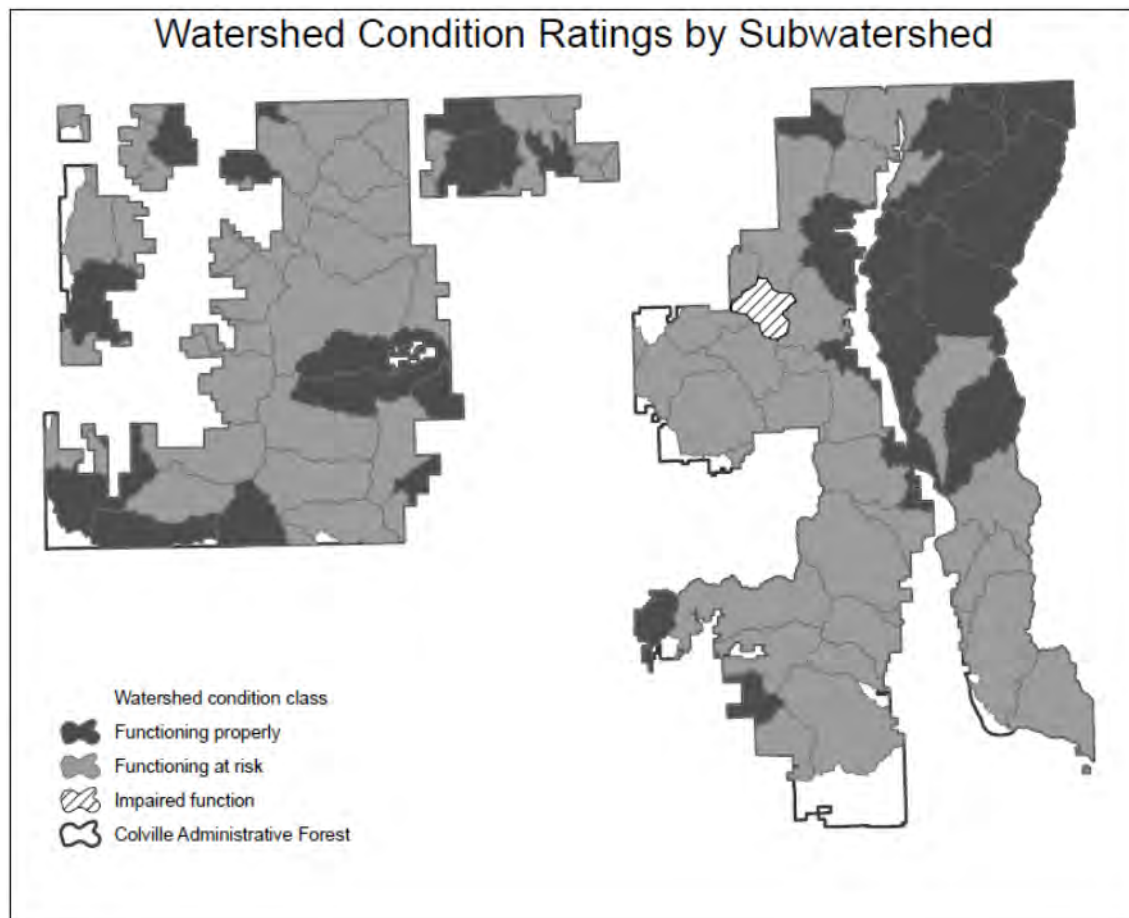 Watershed Condition Ratings by Subwatershed
Watershed condition class
Functioning properly
Functioning at risk
Impaired function
Colville Administrative Forest